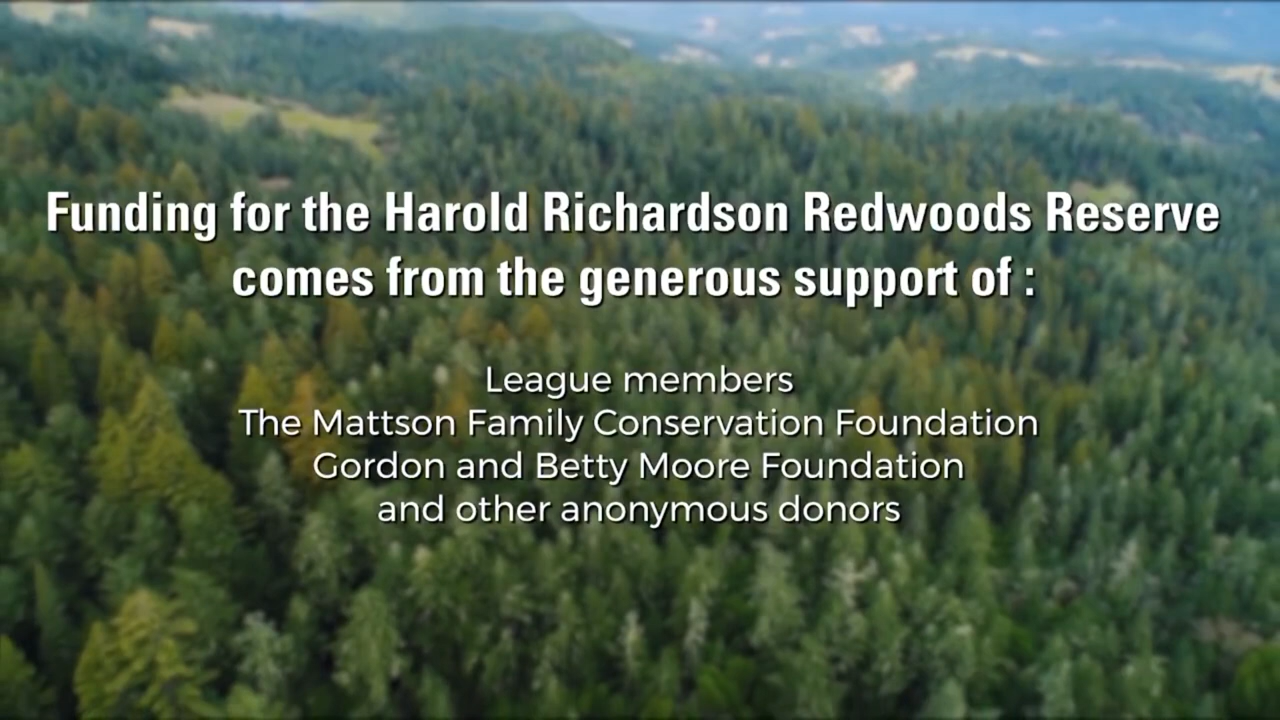 Funding for the Harold Richardson Redwoods Reserve
comes from the generous support of :
League members
The Mattson Family Conservation Foundation
Gordon and Betty Moore Foundation
and other anonymous donors